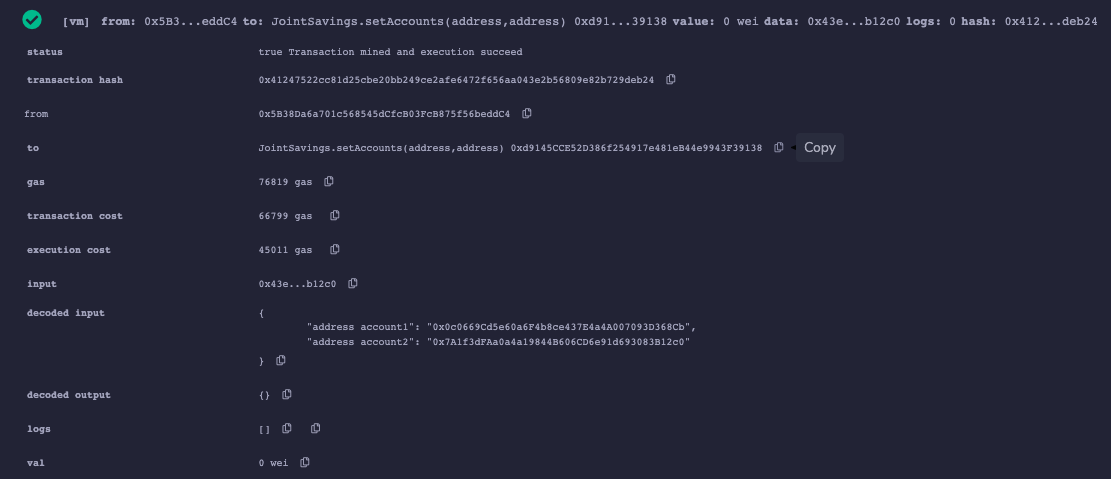 [vm] from: 0x5B3...eddC4 to: JointSavings.setAccounts(address,address) 0xd91...39138 value: 0 wei data: 0x43e...b12c0 logs: 0 hash: 0x412...deb24
status true Transaction mined and execution succeed
transaction hash 0x41247522cc81d25cbe20bb249ce2afe6472f656aa043e2b56809e82b729deb24
from 0x5B38Da6a701c568545dCfcB03FcB875f56beddC4
to JointSavings.setAccounts(address,address) 0xd9145CCE52D386f254917e481eB44e9943F39138 Copy
gas 76819 gas
transaction cost 66799 gas
execution cost 45011 gas
input 0x43e...b12c0
decoded input {
"address account1": "0x0c0669Cd5e60a6F4b8ce437E4a4A007093D368Cb",
"address account2": "0x7A1f3dFAa0a4a19844B606CD6e91d693083B12c0"
}
decoded output {}
logs []
val 0 wei